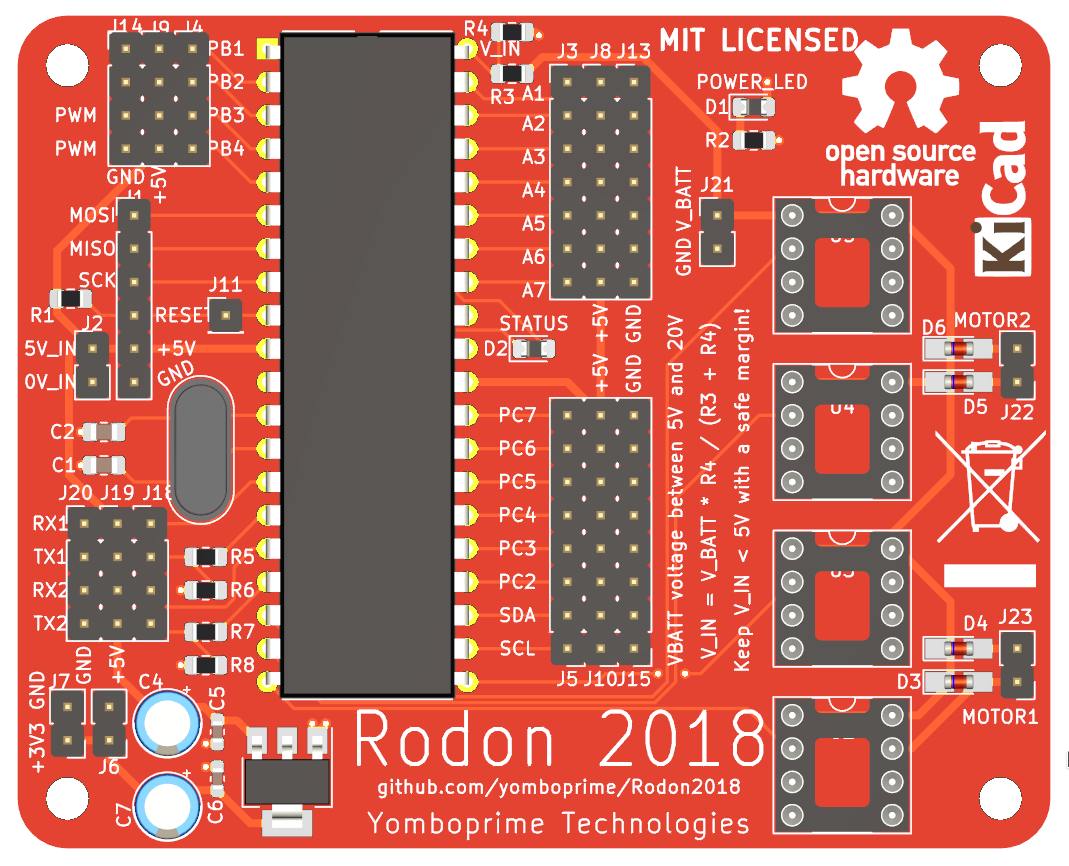 J14 J9 J4
PB1
PB2
PWM PB3
PWM PB4
GND
+5V
J1
MOSI
MISO
SCK
J11
RESET
R1
J2
5V_IN
+5V
0V_IN
GND
C2
C1
J20 J19 J18
RX1
TX1
RX2
TX2
R5
R6
R7
R8
GND
+5V
J7
GND
+3V3
J6
C4
+
C5
C7
+
C6
R4
V_IN
R3
J3 J8 J13
A1
A2
A3
A4
A5
A6
A7
STATUS
D2
+5V +5V
GND GND
PC7
PC6
PC5
PC4
PC3
PC2
SDA
SCL
J5 J10 J15
MIT LICENSED
POWER_LED
D1
R2
open source
hardware
KiCad
J21
V_BATT
GND
VBATT voltage between 5V and 20V
V_IN = V_BATT * R4 / (R3 + R4)
Keep V_IN < 5V with a safe margin!
U4
MOTOR2
D6
D5
J22
J23
D4
D3
MOTOR1
Rodon 2018
github.com/yomboprime/Rodon2018
Yomboprime Technologies